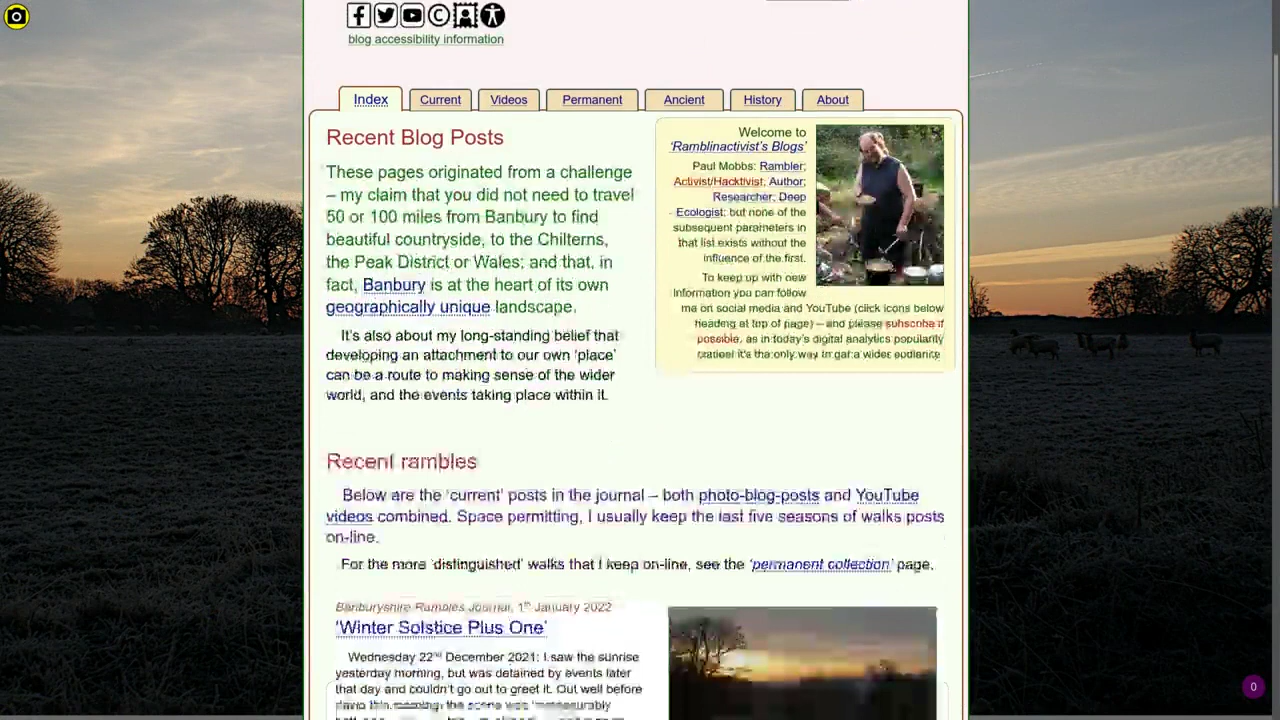 blog accessibility information
Index
Current
Videos
Permanent
Ancient
History
About
Recent Blog Posts
These pages originated from a challenge
– my claim that you did not need to travel
50 or 100 miles from Banbury to find
beautiful countryside, to the Chilterns,
the Peak District or Wales; and that, in
fact, Banbury is at the heart of its own
geographically unique landscape.
It's also about my long-standing belief that
developing an attachment to our own 'place'
can be a route to making sense of the wider
world, and the events taking place within it.
Welcome to
'Ramblinactivist's Blogs'
Paul Mobbs: Rambler;
Activist/Hacktivist; Author;
Researcher; Deep
Ecologist; but none of the
subsequent parameters in
that list exists without the
influence of the first.
To keep up with new
information you can follow
me on social media and YouTube (click icons below
heading at top of page) – and please subscribe if
possible, as in today's digital analytics popularity
it's the only way to get a wider audience.
Recent rambles
Below are the 'current' posts in the journal – both photo-blog-posts and YouTube
videos combined. Space permitting, I usually keep the last five seasons of walks posts
on-line.
For the more 'distinguished' walks that I keep on-line, see the 'permanent collection' page.
Banburyshire Rambles Journal, 1st January 2022
'Winter Solstice Plus One'
Wednesday 22nd December 2021: I saw the sunrise
yesterday morning, but was detained by events later
that day and couldn't go out to greet it. Out well before
dawn this morning, the scene was
0